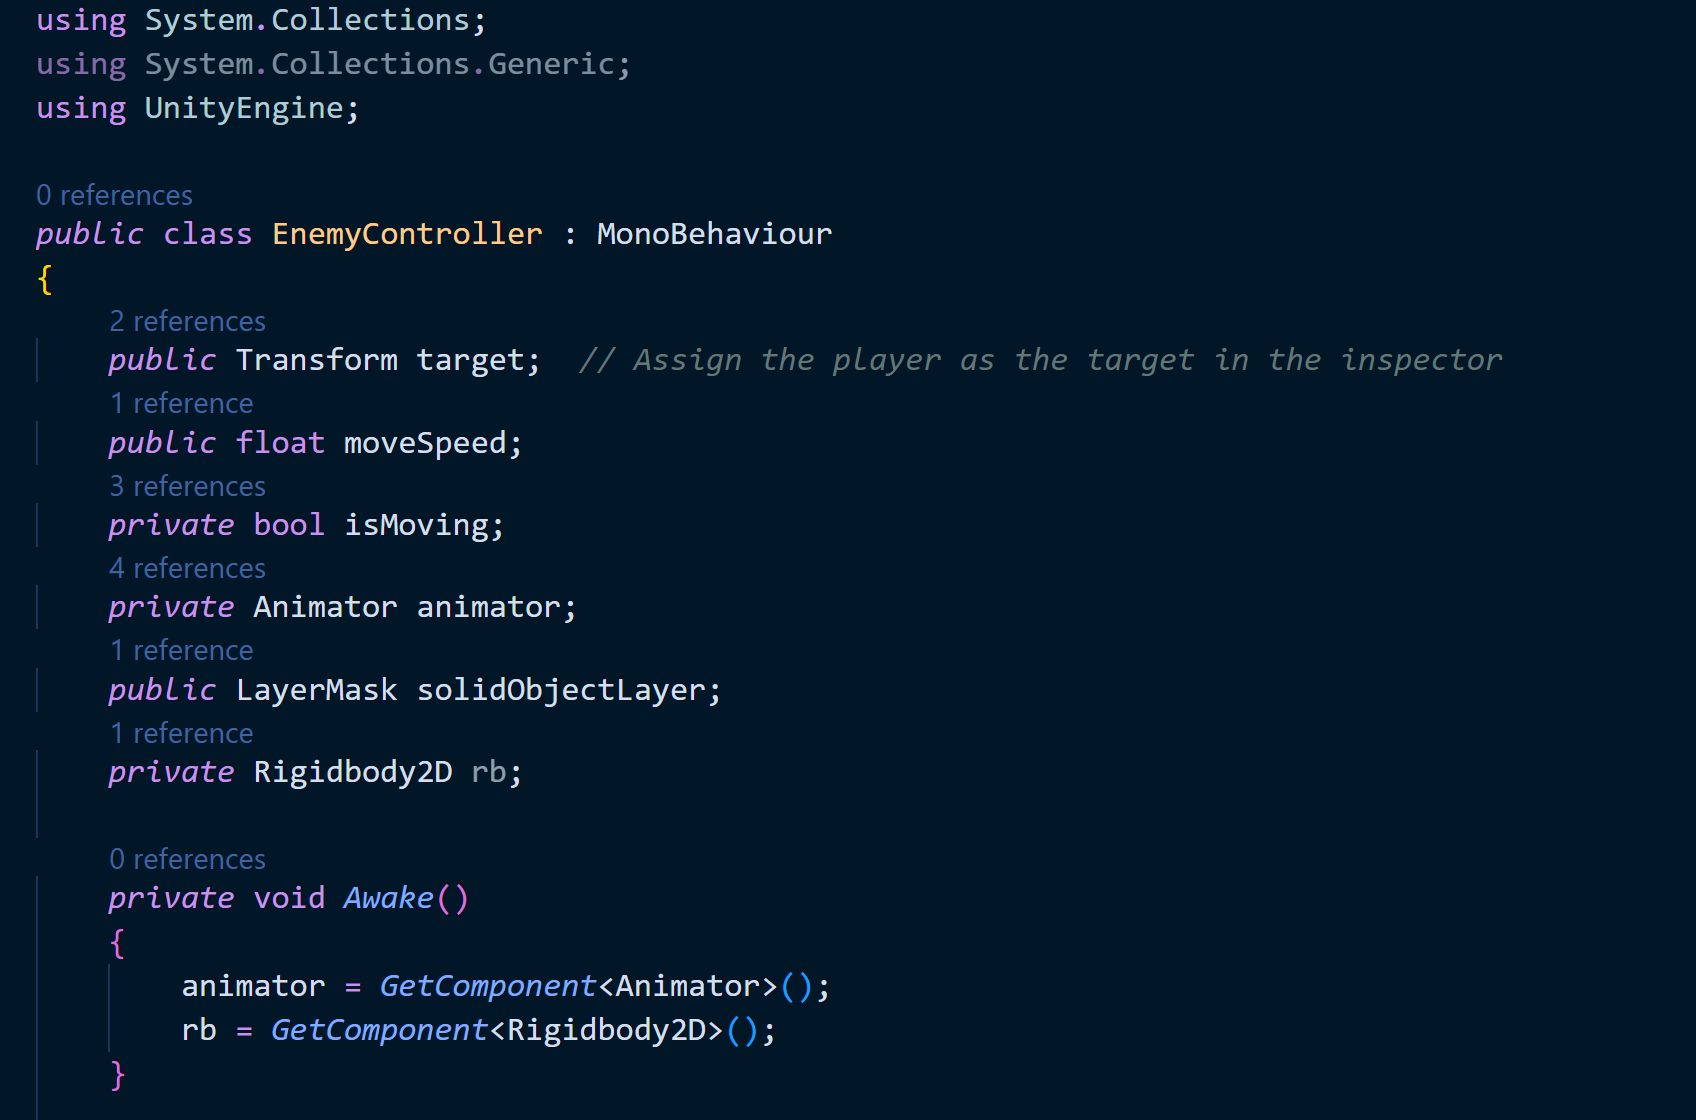 using System.Collections;
using System.Collections.Generic;
using UnityEngine;
0 references
public class EnemyController : MonoBehaviour
{
2 references
public Transform target;  // Assign the player as the target in the inspector
1 reference
public float moveSpeed;
3 references
private bool isMoving;
4 references
private Animator animator;
1 reference
public LayerMask solidObjectLayer;
1 reference
private Rigidbody2D rb;
0 references
private void Awake()
{
animator = GetComponent<Animator>();
rb = GetComponent<Rigidbody2D>();
}